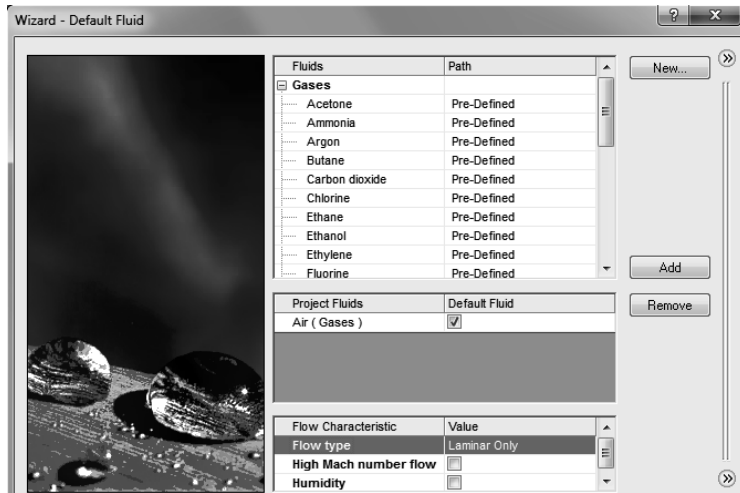 Wizard - Default Fluid
Fluids Path
Gases
Acetone Pre-Defined
Ammonia Pre-Defined
Argon Pre-Defined
Butane Pre-Defined
Carbon dioxide Pre-Defined
Chlorine Pre-Defined
Ethane Pre-Defined
Ethanol Pre-Defined
Ethylene Pre-Defined
Fluorine Pre-Defined
New...
Add
Project Fluids Default Fluid
Remove
Air ( Gases )
Flow Characteristic Value
Flow type Laminar Only
High Mach number flow
Humidity